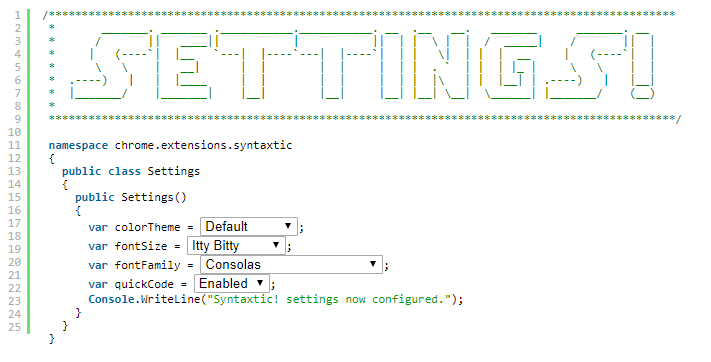 1 /************************************************************************************************
2 *
3 *
4 *
5 *
6 * SETTINGS!
7 *
8 *
9 ************************************************************************************************/
10
11 namespace chrome.extensions.syntaxtic
12 {
13 public class Settings
14 {
15 public Settings()
16 {
17 var colorTheme = Default ;
18 var fontSize = Itty Bitty ;
19 var fontFamily = Consolas ;
20 var quickCode = Enabled ;
21 Console.WriteLine("Syntaxtic! settings now configured.");
22 }
23 }
24 }
25